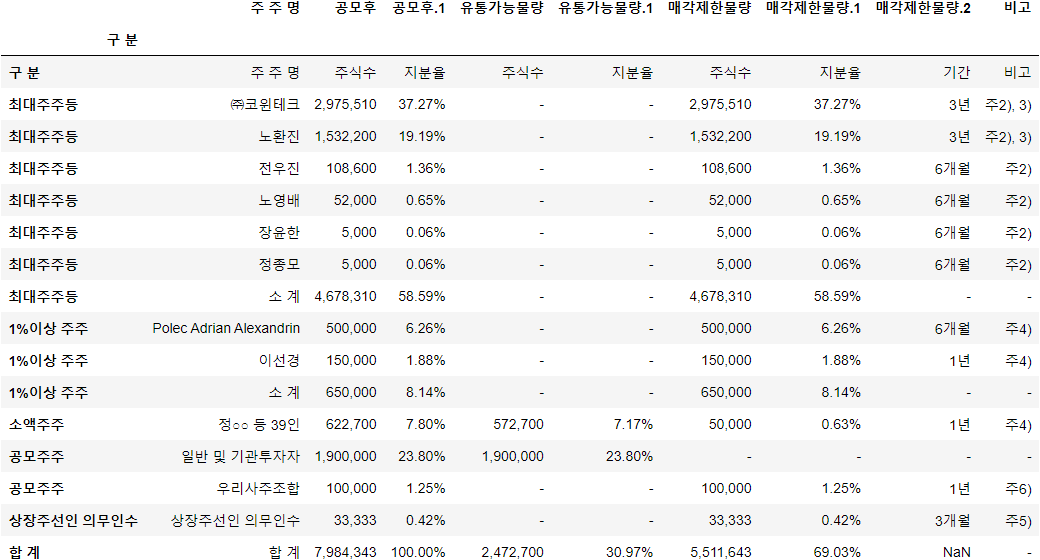 주 주 명 공모후 공모후.1 유통가능물량 유통가능물량.1 매각제한물량 매각제한물량.1 매각제한물량.2 비고
구 분
구 분 주 주 명 주식수 지분율 주식수 지분율 주식수 지분율 기간 비고
최대주주등 ㈜코윈테크 2,975,510 37.27% - - 2,975,510 37.27% 3년 주2), 3)
최대주주등 노환진 1,532,200 19.19% - - 1,532,200 19.19% 3년 주2), 3)
최대주주등 전우진 108,600 1.36% - - 108,600 1.36% 6개월 주2)
최대주주등 노영배 52,000 0.65% - - 52,000 0.65% 6개월 주2)
최대주주등 장윤한 5,000 0.06% - - 5,000 0.06% 6개월 주2)
최대주주등 정종모 5,000 0.06% - - 5,000 0.06% 6개월 주2)
최대주주등 소 계 4,678,310 58.59% - - 4,678,310 58.59% - -
1%이상 주주 Polec Adrian Alexandrin 500,000 6.26% - - 500,000 6.26% 6개월 주4)
1%이상 주주 이선경 150,000 1.88% - - 150,000 1.88% 1년 주4)
1%이상 주주 소 계 650,000 8.14% - - 650,000 8.14% - -
소액주주 정○○ 등 39인 622,700 7.80% 572,700 7.17% 50,000 0.63% 1년 주4)
공모주주 일반 및 기관투자자 1,900,000 23.80% 1,900,000 23.80% - - - -
공모주주 우리사주조합 100,000 1.25% - - 100,000 1.25% 1년 주6)
상장주선인 의무인수 상장주선인 의무인수 33,333 0.42% - - 33,333 0.42% 3개월 주5)
합 계 합 계 7,984,343 100.00% 2,472,700 30.97% 5,511,643 69.03% NaN -